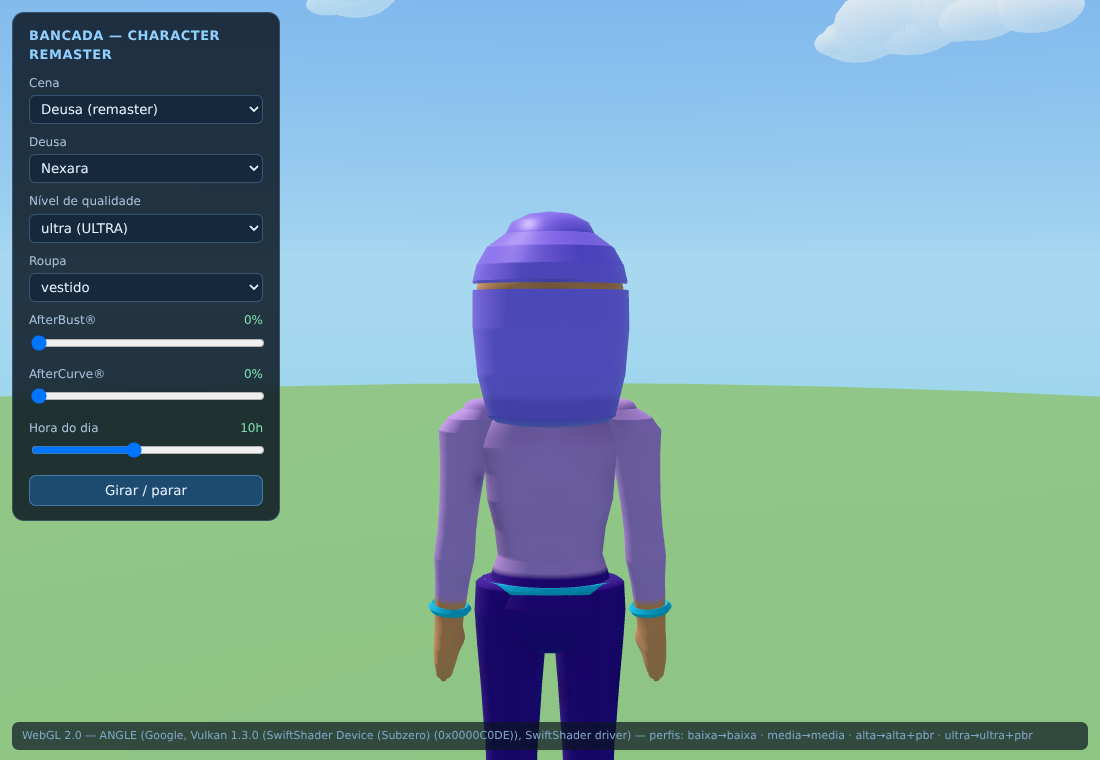 BANCADA — CHARACTER
REMASTER
Cena
Deusa (remaster)
Deusa
Nexara
Nível de qualidade
ultra (ULTRA)
Roupa
vestido
AfterBust® 0%
AfterCurve® 0%
Hora do dia 10h
Girar / parar
WebGL 2.0 — ANGLE (Google, Vulkan 1.3.0 (SwiftShader Device (Subzero) (0x0000C0DE)), SwiftShader driver) — perfis: baixa→baixa · media→media · alta→alta+pbr · ultra→ultra+pbr